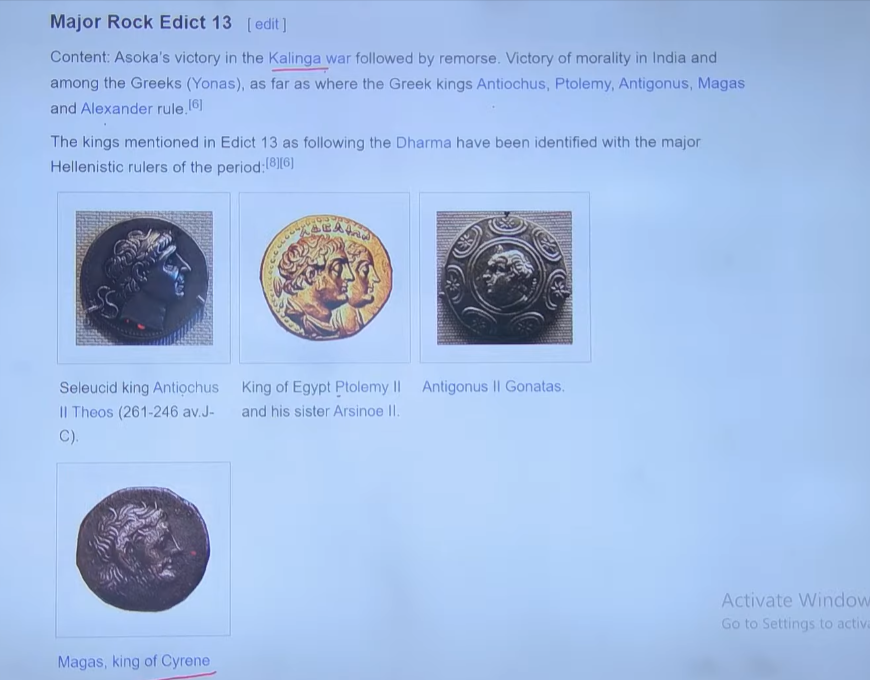 Major Rock Edict 13 [ edit ]
Content: Asoka's victory in the Kalinga war followed by remorse. Victory of morality in India and
among the Greeks (Yonas), as far as where the Greek kings Antiochus, Ptolemy, Antigonus, Magas
and Alexander rule.[6]
The kings mentioned in Edict 13 as following the Dharma have been identified with the major
Hellenistic rulers of the period:[8][6]
Seleucid king Antiochus
II Theos (261-246 av.J-
C).
King of Egypt Ptolemy II
and his sister Arsinoe II.
Antigonus II Gonatas.
Magas, king of Cyrene
Activate Window
Go to Settings to activa